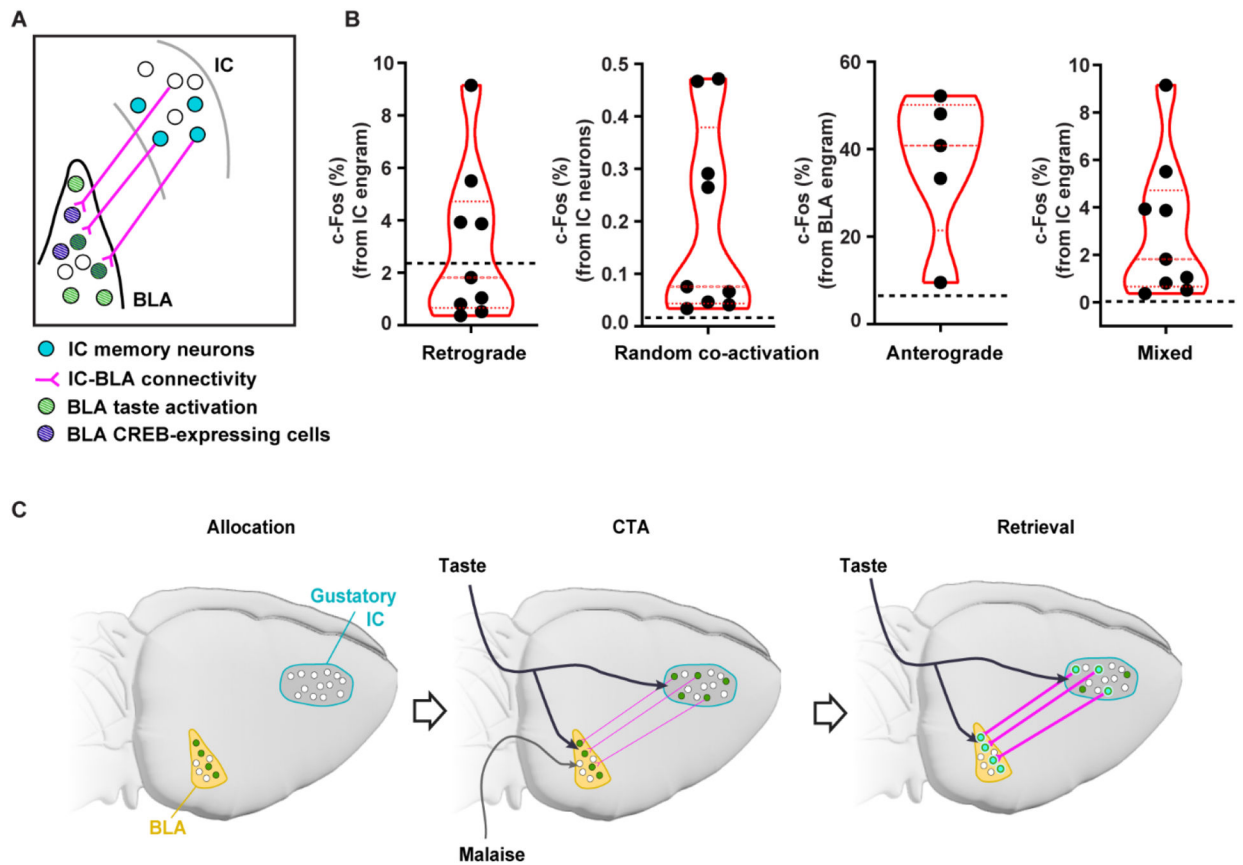 A
IC
BLA
IC memory neurons
IC-BLA connectivity
BLA taste activation
BLA CREB-expressing cells
B
c-Fos (%)
(from IC engram)
10
8
6
4
2
0
Retrograde
c-Fos (%)
(from IC neurons)
0.5
0.4
0.3
0.2
0.1
0.0
Random co-activation
c-Fos (%)
(from BLA engram)
60
40
20
0
Anterograde
c-Fos (%)
(from IC engram)
10
8
6
4
2
0
Mixed
C
Allocation
Gustatory
IC
BLA
CTA
Taste
Malaise
Retrieval
Taste